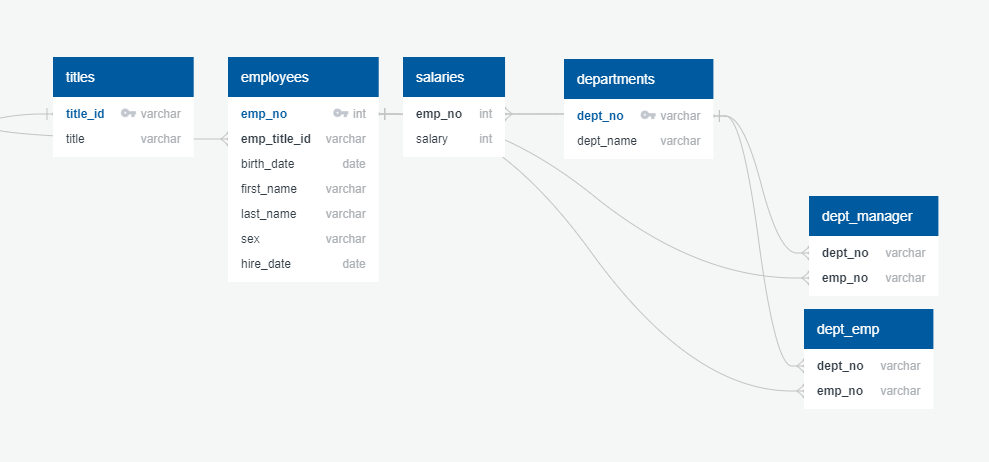 titles
title_id varchar
title varchar
employees
emp_no int
emp_title_id varchar
birth_date date
first_name varchar
last_name varchar
sex varchar
hire_date date
salaries
emp_no int
salary int
departments
dept_no varchar
dept_name varchar
dept_manager
dept_no varchar
emp_no varchar
dept_emp
dept_no varchar
emp_no varchar